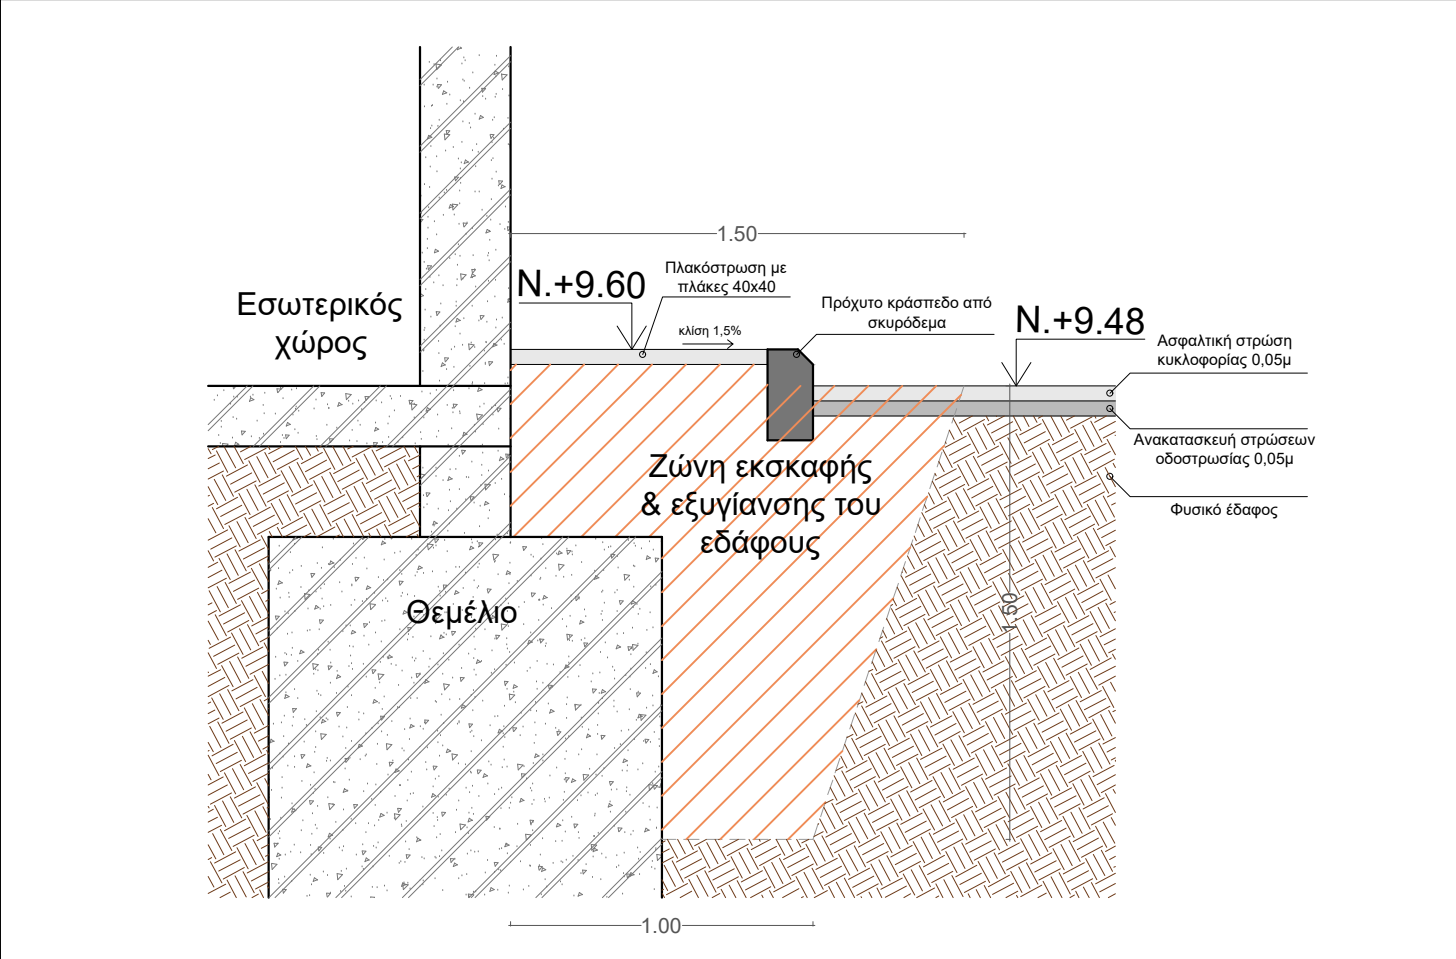 1.50
Πλακόστρωση με
πλάκες 40x40
Ν.+9.60
Εσωτερικός
χώρος
Πρόχυτο κράσπεδο από
σκυρόδεμα
Ν.+9.48
κλίση 1,5%
Ασφαλτική στρώση
κυκλοφορίας 0,05μ
Ανακατασκευή στρώσεων
οδοστρωσίας 0,05μ
Ζώνη εκσκαφής
& εξυγίανσης του
εδάφους
Φυσικό έδαφος
Θεμέλιο
1.50
1.00